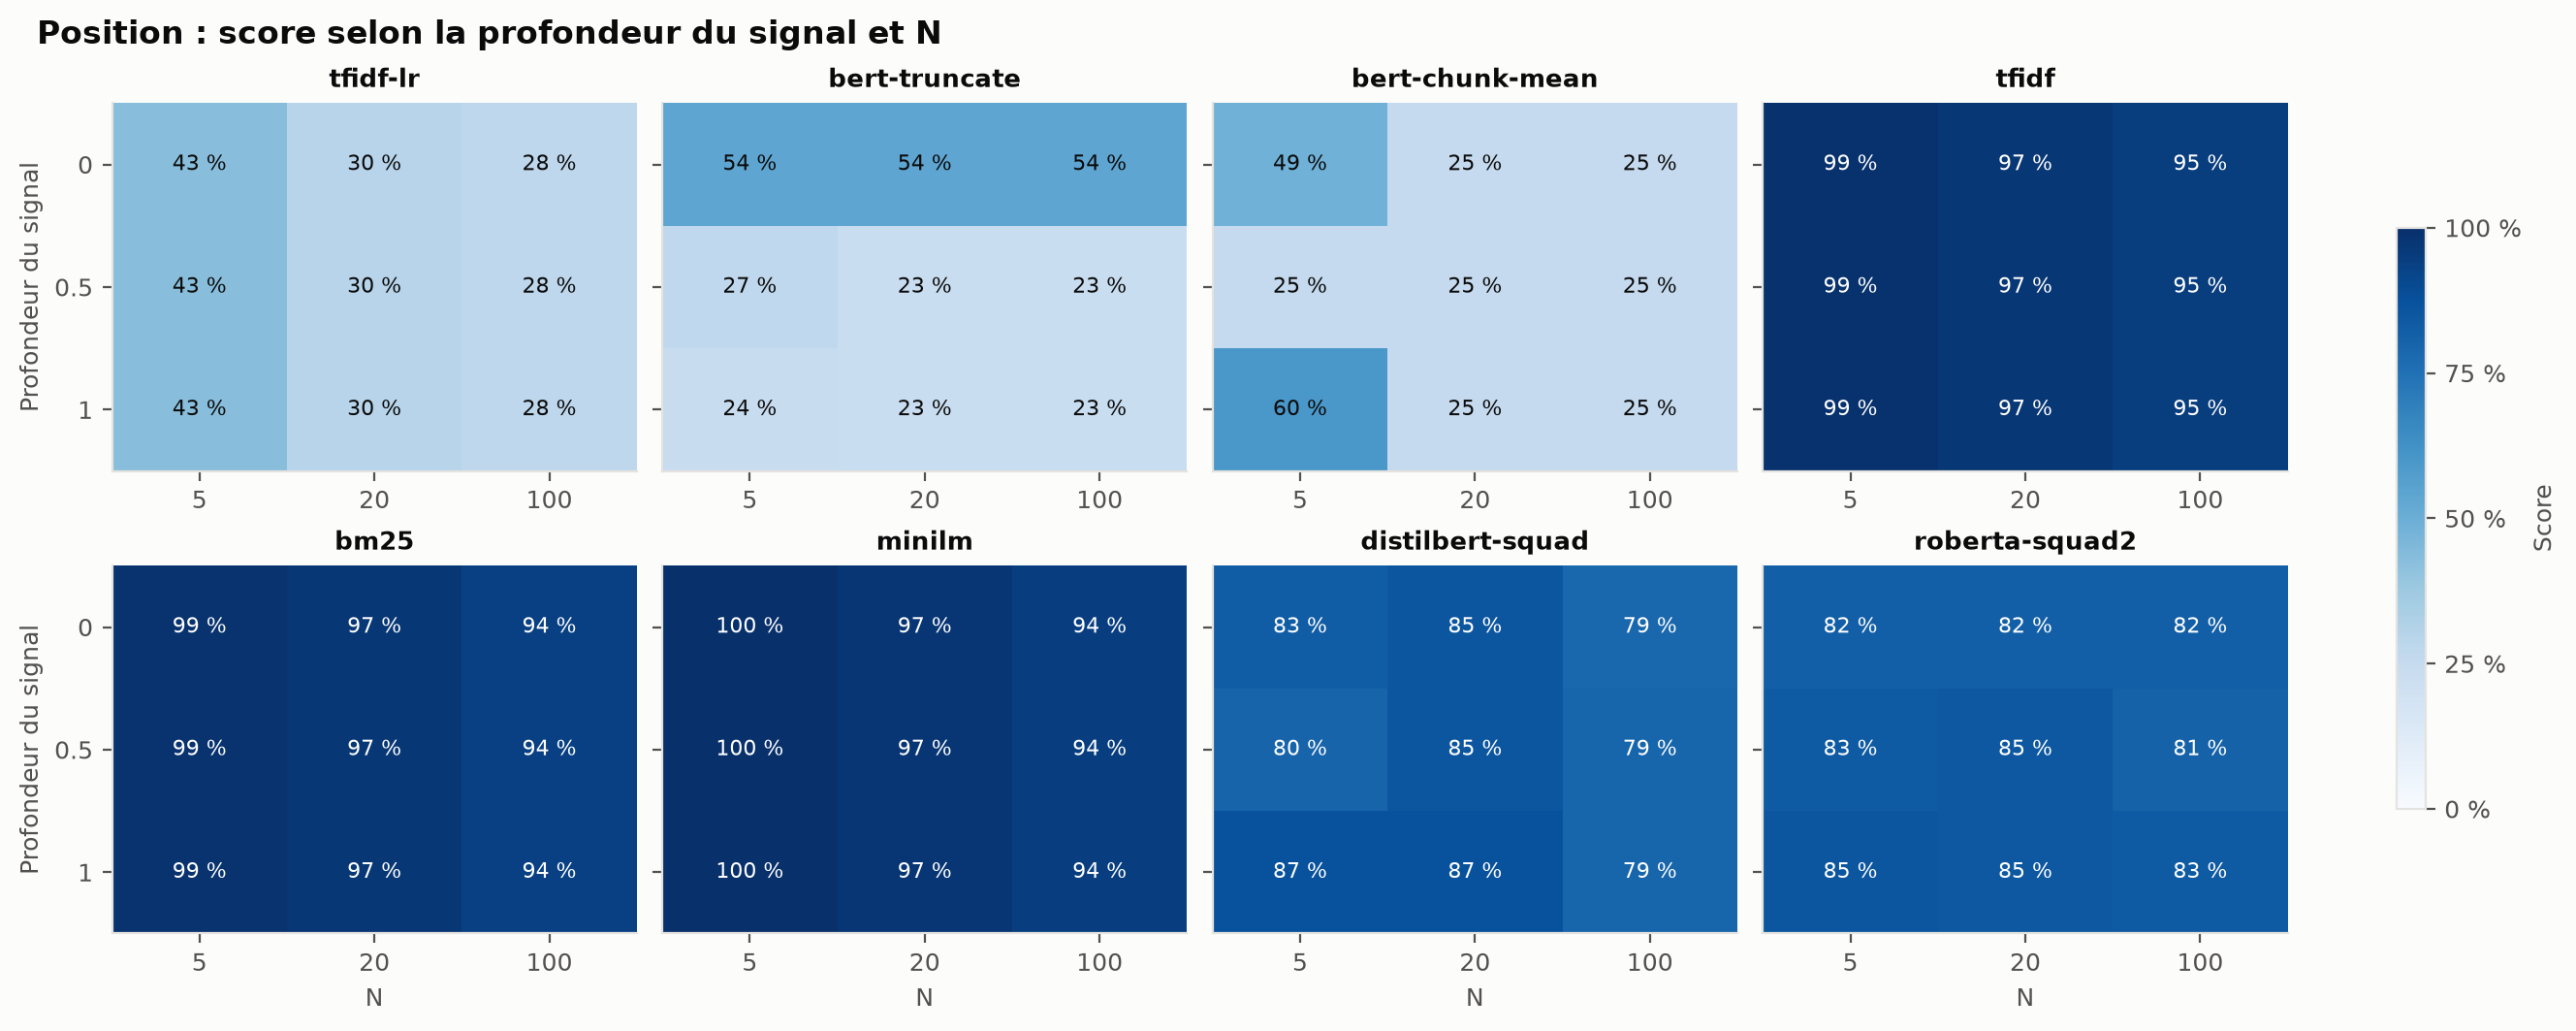 Position : score selon la profondeur du signal et N
tfidf-lr bert-truncate bert-chunk-mean tfidf
Profondeur du signal
0 43 % 30 % 28 % 54 % 54 % 54 % 49 % 25 % 25 % 99 % 97 % 95 %
0.5 43 % 30 % 28 % 27 % 23 % 23 % 25 % 25 % 25 % 99 % 97 % 95 %
1 43 % 30 % 28 % 24 % 23 % 23 % 60 % 25 % 25 % 99 % 97 % 95 %
5 20 100 5 20 100 5 20 100 5 20 100
bm25 minilm distilbert-squad roberta-squad2
Profondeur du signal
0 99 % 97 % 94 % 100 % 97 % 94 % 83 % 85 % 79 % 82 % 82 % 82 %
0.5 99 % 97 % 94 % 100 % 97 % 94 % 80 % 85 % 79 % 83 % 85 % 81 %
1 99 % 97 % 94 % 100 % 97 % 94 % 87 % 87 % 79 % 85 % 85 % 83 %
5 20 100 5 20 100 5 20 100 5 20 100
N N N N
100 %
75 %
50 %
25 %
0 %
Score